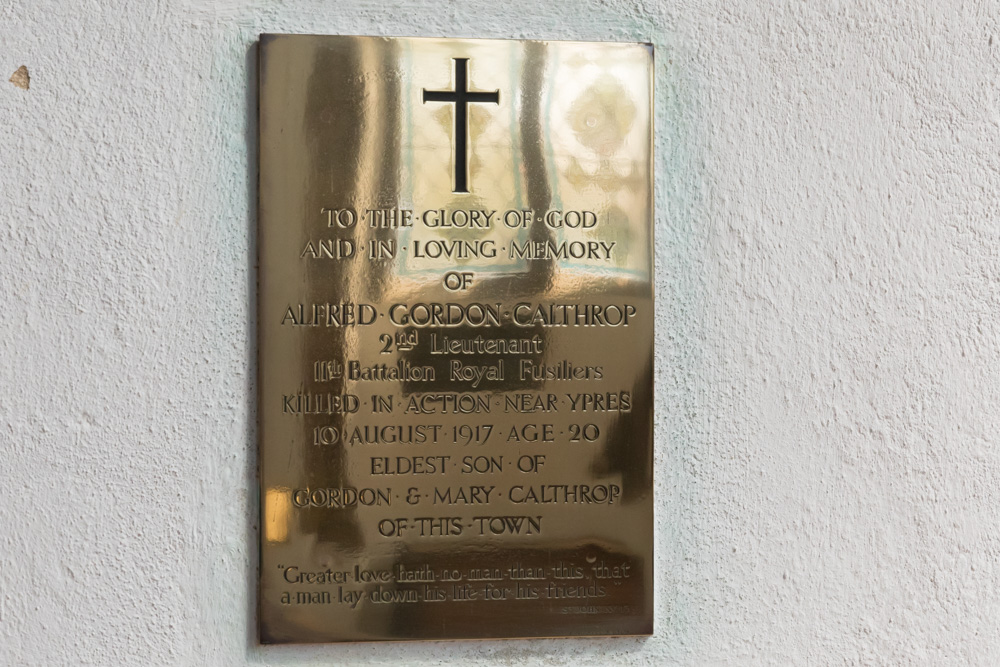 TO·THE·GLORY·OF·GOD
AND·IN·LOVING·MEMORY
OF
ALFRED·GORDON·CALTHROP
2nd Lieutenant
11th Battalion Royal Fusiliers
KILLED·IN·ACTION·NEAR·YPRES
10·AUGUST·1917·AGE·20
ELDEST·SON·OF
GORDON·&·MARY·CALTHROP
OF·THIS·TOWN
"Greater·love·hath·no·man·than·this, that
a·man·lay·down·his·life·for·his·friends"